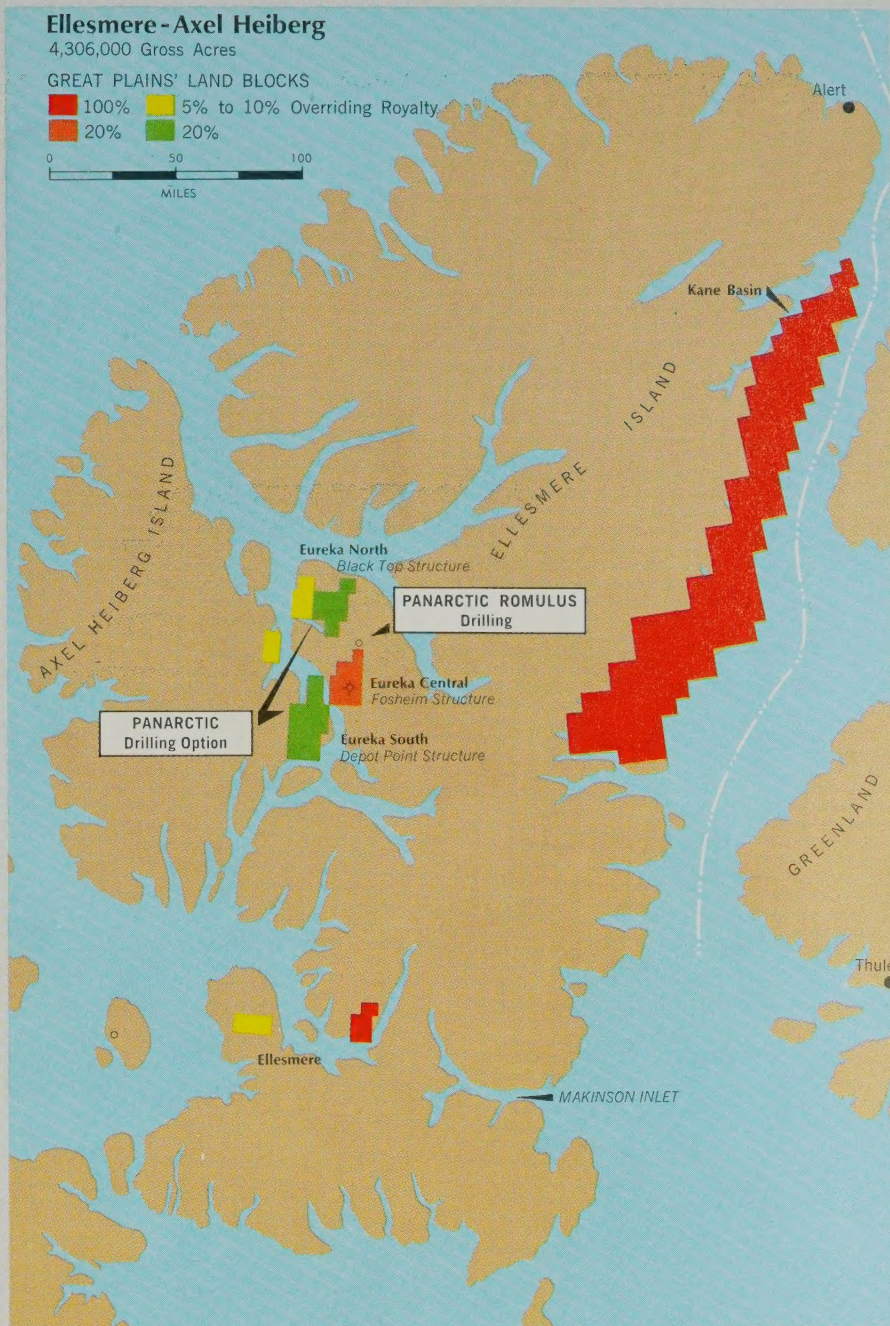 Ellesmere-Axel Heiberg
4,306,000 Gross Acres
GREAT PLAINS' LAND BLOCKS
100% 5% to 10% Overriding Royalty
20% 20%
0 50 100
MILES
Alert
Kane Basin
ELLESMERE ISLAND
AXEL HEIBERG ISLAND
Eureka North
Black Top Structure
PANARCTIC ROMULUS
Drilling
Eureka Central
Fosheim Structure
PANARCTIC
Drilling Option
Eureka South
Depot Point Structure
GREENLAND
Thule
Ellesmere
MAKINSON INLET